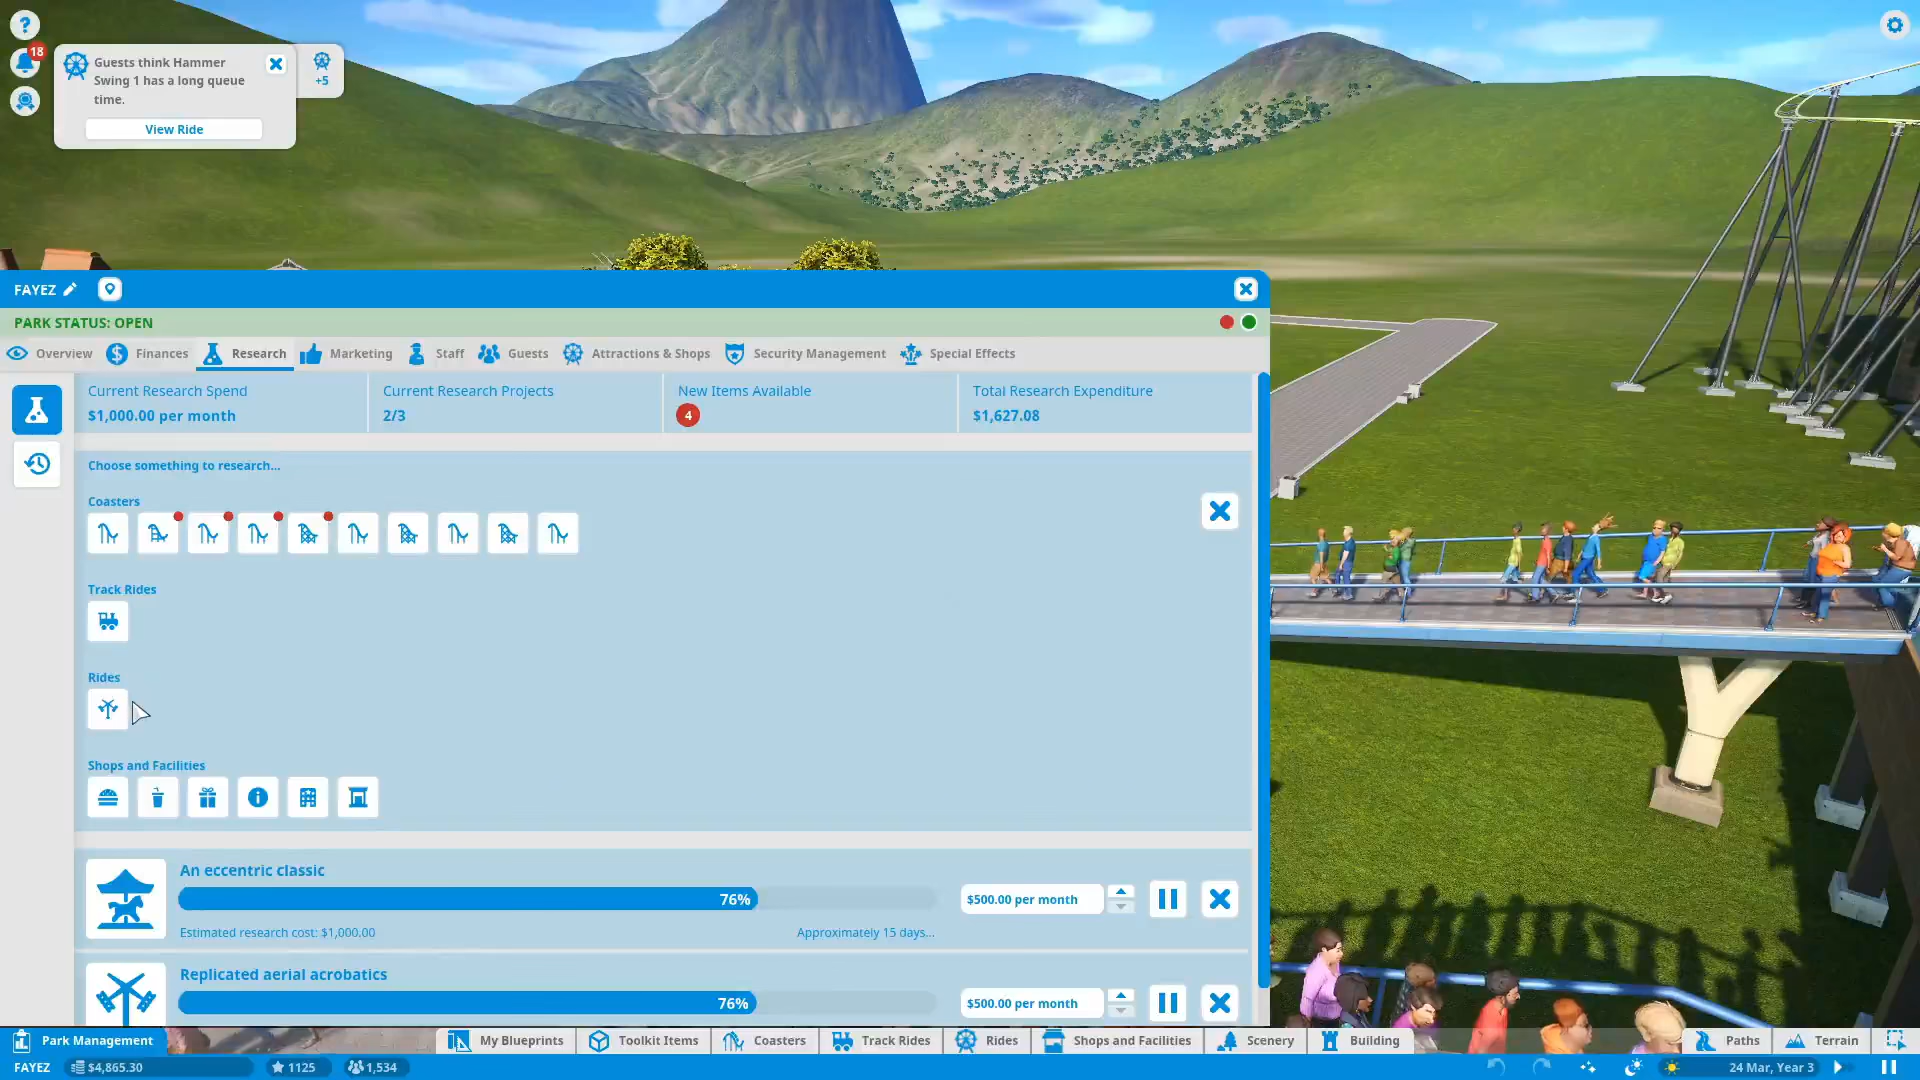 ?
18
Guests think Hammer
Swing 1 has a long queue
time.
View Ride
+5
FAYEZ
PARK STATUS: OPEN
Overview
Finances
Research
Marketing
Staff
Guests
Attractions & Shops
Security Management
Special Effects
Current Research Spend
$1,000.00 per month
Current Research Projects
2/3
New Items Available
4
Total Research Expenditure
$1,627.08
Choose something to research...
Coasters
Track Rides
Rides
Shops and Facilities
An eccentric classic
76%
$500.00 per month
Estimated research cost: $1,000.00
Approximately 15 days...
Replicated aerial acrobatics
76%
$500.00 per month
Park Management
My Blueprints
Toolkit Items
Coasters
Track Rides
Rides
Shops and Facilities
Scenery
Building
Paths
Terrain
FAYEZ
$4,865.30
1125
1,534
24 Mar, Year 3